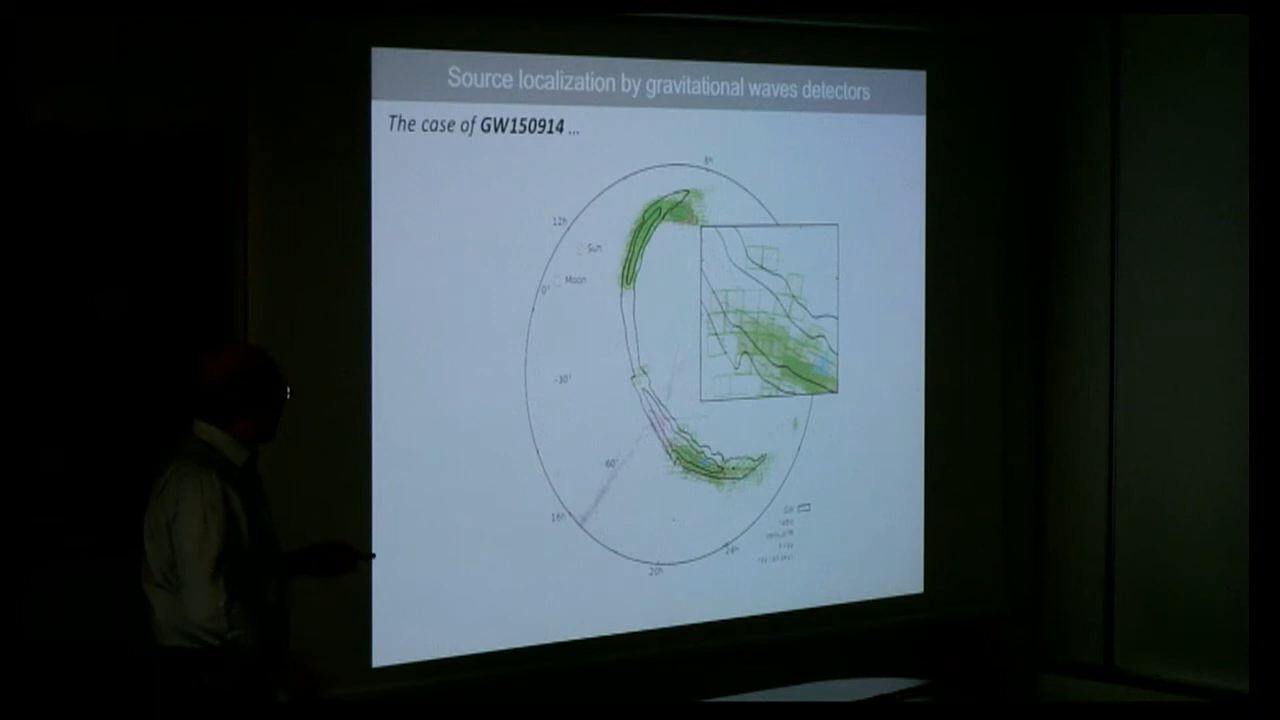 Source localization by gravitational waves detectors
The case of GW150914 ...
12h
Sun
Moon
0°
-30°
60°
16h
20h
24h